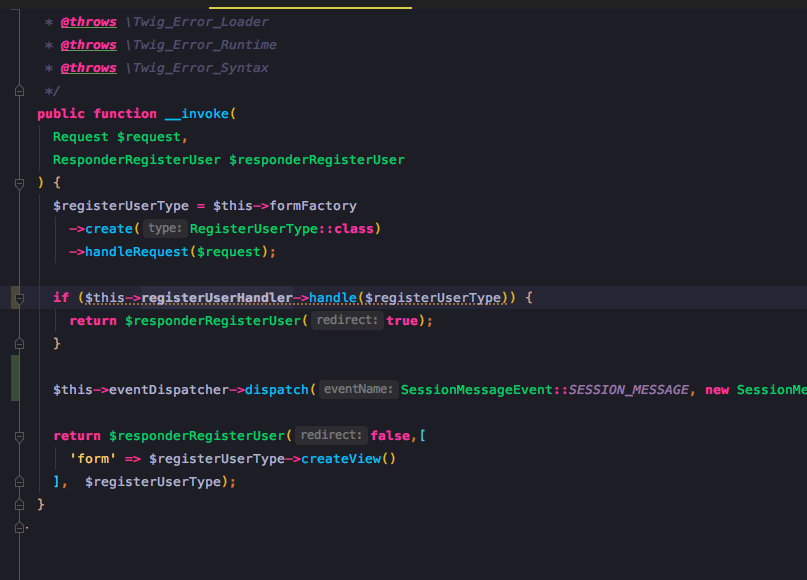 * @throws \Twig_Error_Loader
* @throws \Twig_Error_Runtime
* @throws \Twig_Error_Syntax
*/
public function __invoke(
Request $request,
ResponderRegisterUser $responderRegisterUser
) {
$registerUserType = $this->formFactory
->create( type: RegisterUserType::class)
->handleRequest($request);
if ($this->registerUserHandler->handle($registerUserType)) {
return $responderRegisterUser( redirect: true);
}
$this->eventDispatcher->dispatch( eventName: SessionMessageEvent::SESSION_MESSAGE, new SessionMe
return $responderRegisterUser( redirect: false,[
'form' => $registerUserType->createView()
], $registerUserType);
}